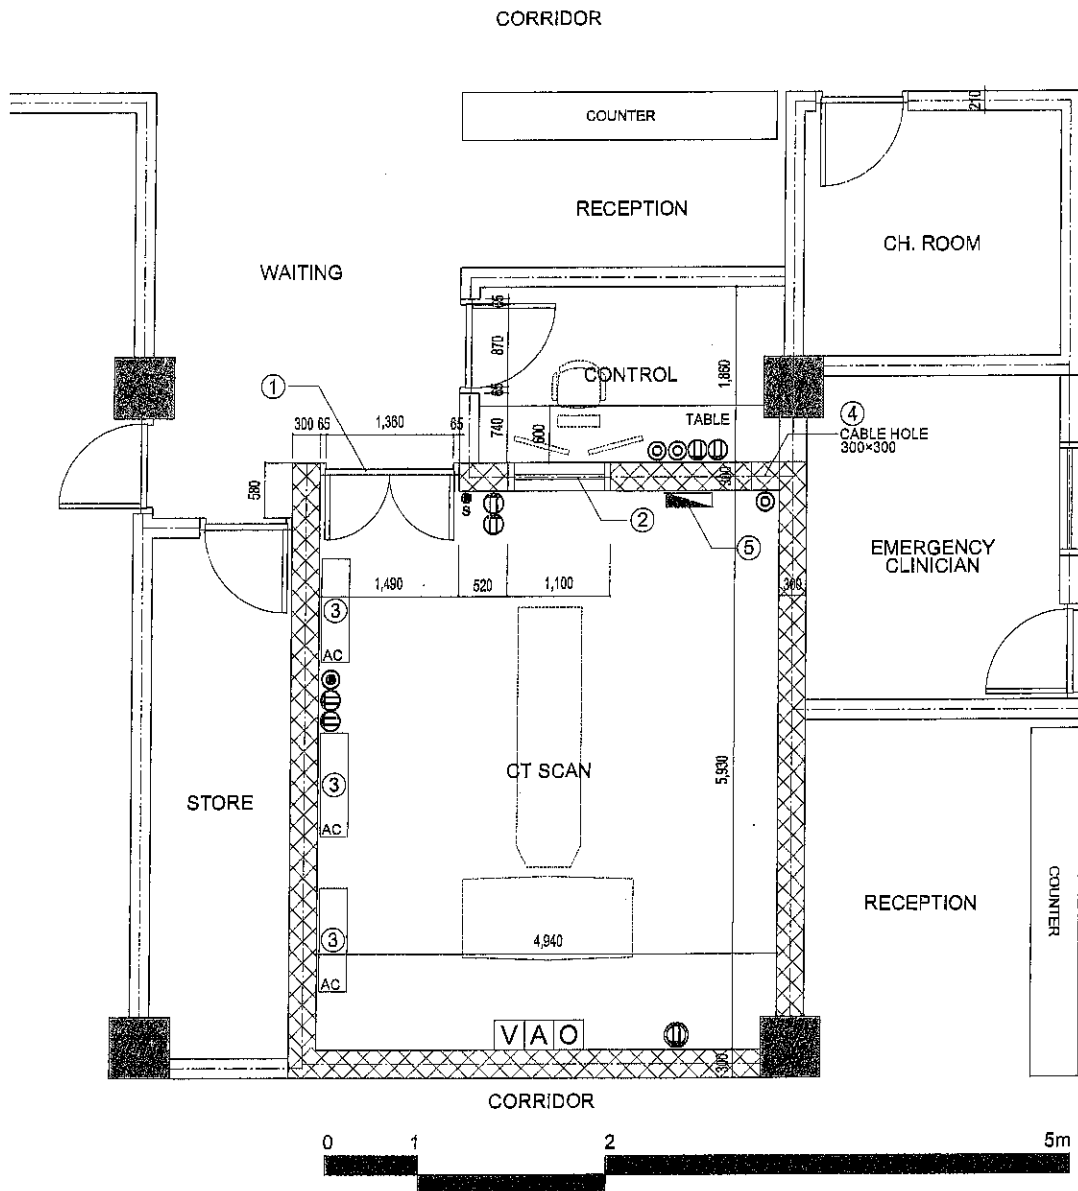 CORRIDOR
COUNTER
210
RECEPTION
CH. ROOM
WAITING
65
870
CONTROL
1,860
1
65
TABLE
4
CABLE HOLE
300×300
300 65
1,360
65
740
600
300
580
S
2
5
EMERGENCY
CLINICIAN
1,490
520
1,100
300
3
AC
CT SCAN
5,930
STORE
3
AC
RECEPTION
COUNTER
3
4,940
AC
V A O
300
CORRIDOR
0 1 2 5m